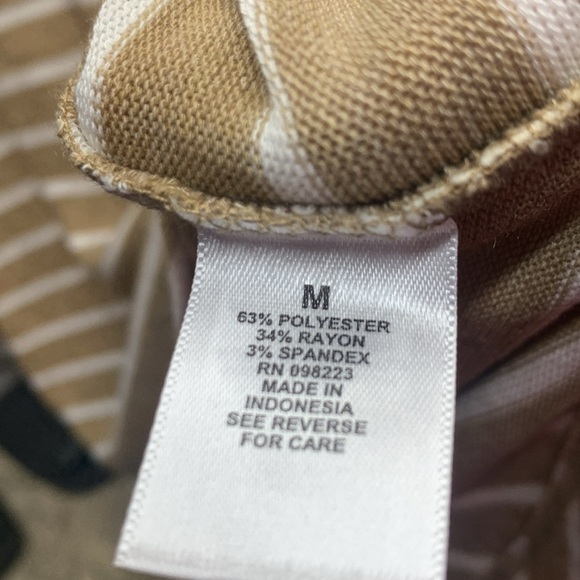 M
63% POLYESTER
34% RAYON
3% SPANDEX
RN 098223
MADE IN
INDONESIA
SEE REVERSE
FOR CARE